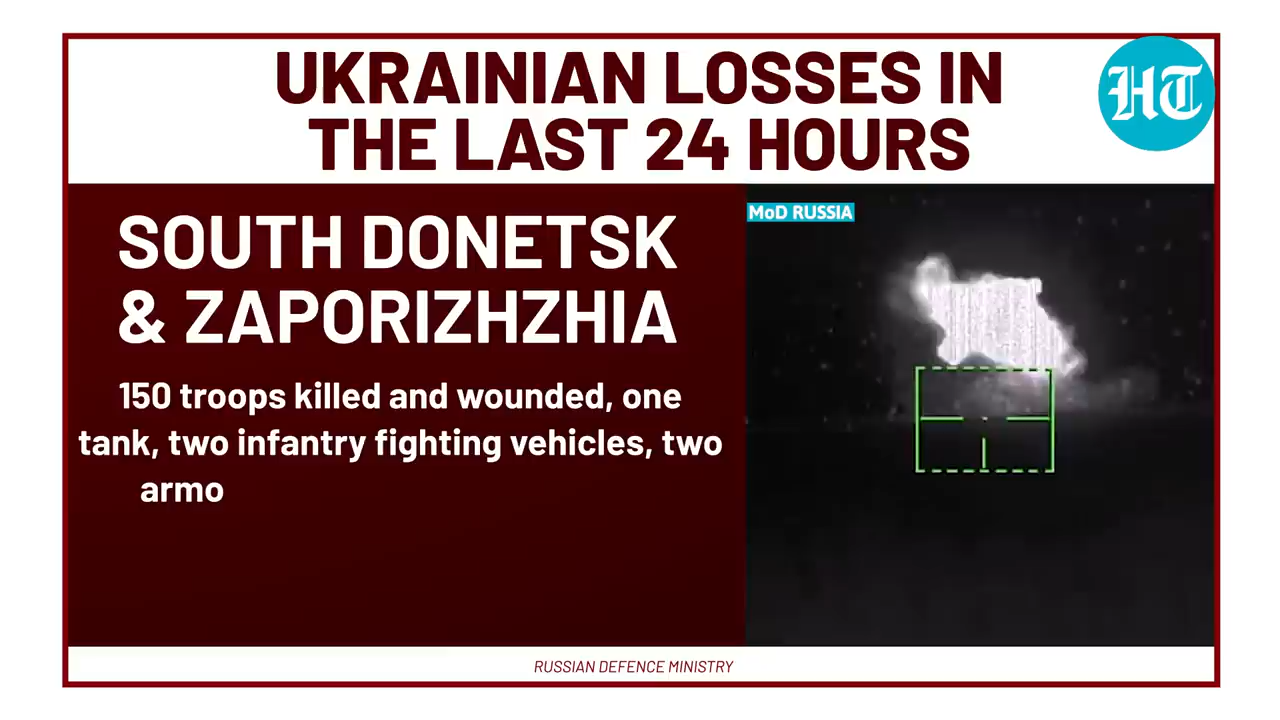 UKRAINIAN LOSSES IN
THE LAST 24 HOURS
HT
SOUTH DONETSK
& ZAPORIZHZHIA
150 troops killed and wounded, one
tank, two infantry fighting vehicles, two
armo
MoD RUSSIA
RUSSIAN DEFENCE MINISTRY